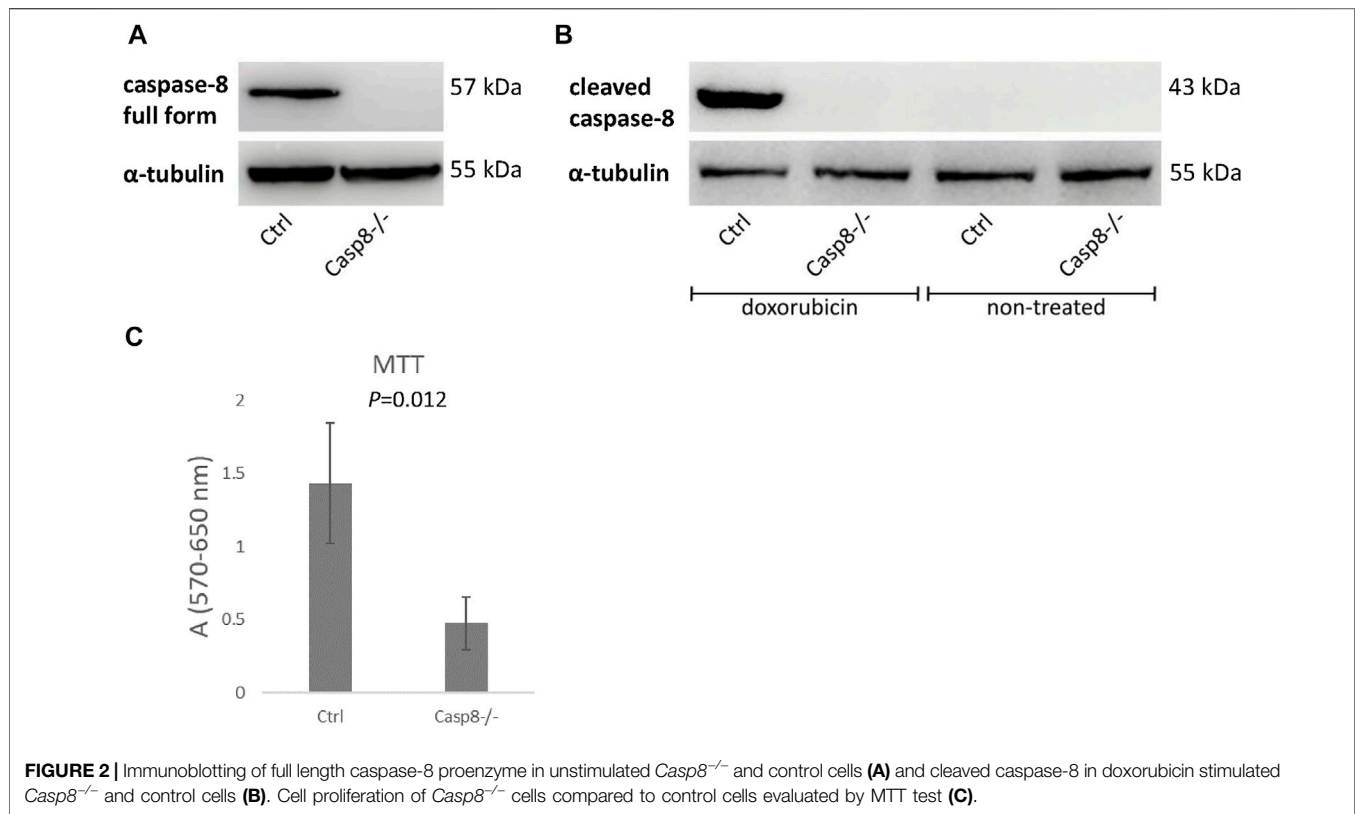 A
caspase-8
full form
57 kDa
α-tubulin
55 kDa
Ctrl
Casp8-/-
B
cleaved
caspase-8
43 kDa
α-tubulin
55 kDa
Ctrl
Casp8-/-
Ctrl
Casp8-/-
doxorubicin
non-treated
C
MTT
P=0.012
A (570-650 nm)
2
1.5
1
0.5
0
Ctrl
Casp8-/-
FIGURE 2 | Immunoblotting of full length caspase-8 proenzyme in unstimulated Casp8−/− and control cells (A) and cleaved caspase-8 in doxorubicin stimulated
Casp8−/− and control cells (B). Cell proliferation of Casp8−/− cells compared to control cells evaluated by MTT test (C).